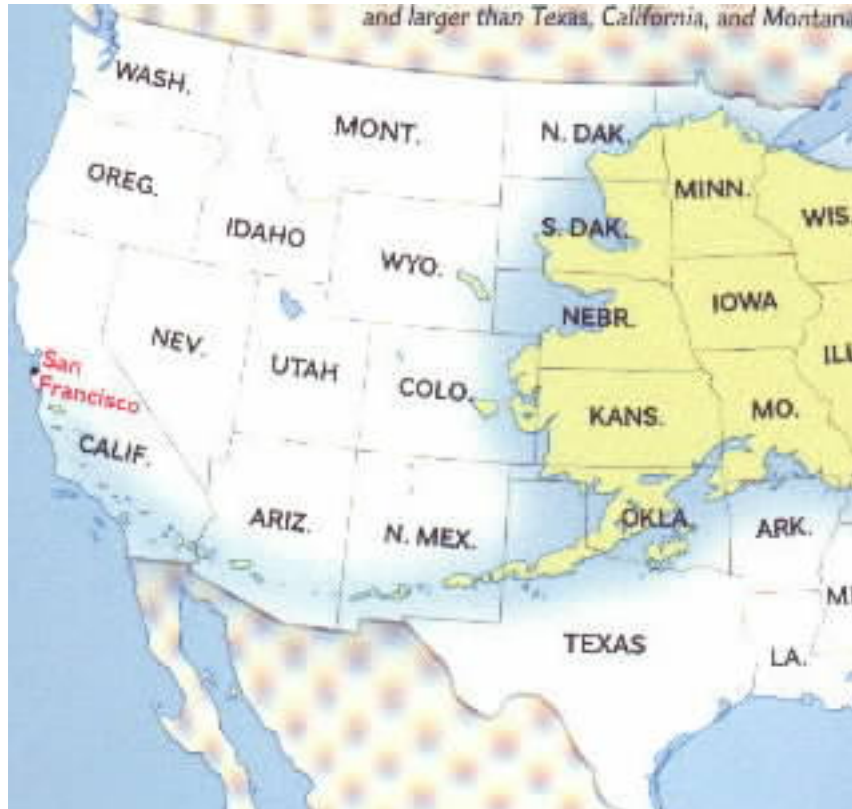 and larger than Texas, California, and Montana
WASH.
MONT.
N. DAK.
MINN.
OREG.
WIS.
IDAHO
S. DAK.
WYO.
IOWA
NEBR.
NEV.
UTAH
COLO.
San
Francisco
KANS.
MO.
CALIF.
ARIZ.
N. MEX.
OKLA.
ARK.
TEXAS
LA.